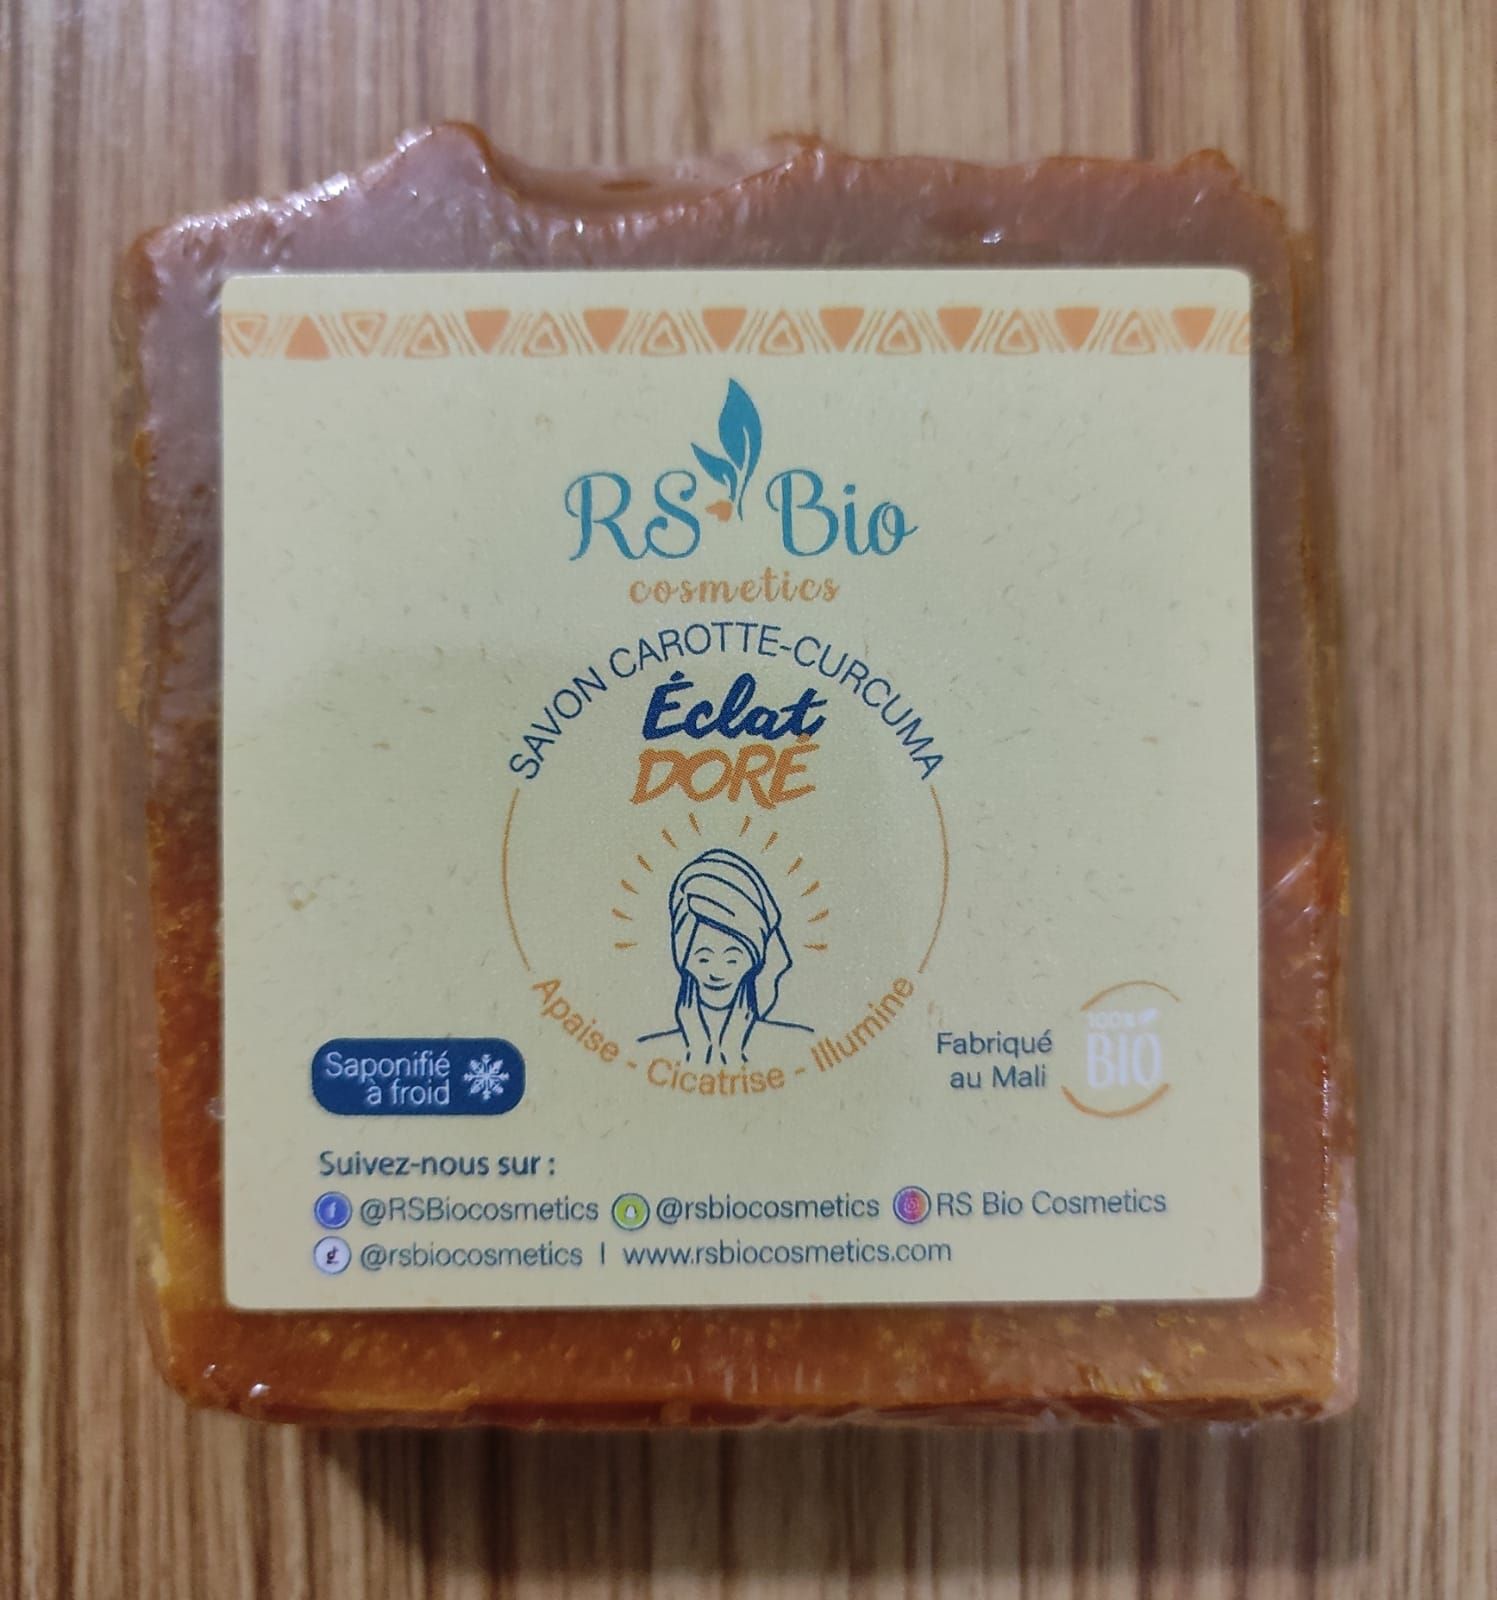 RS Bio
cosmetics
SAVON CAROTTE-CURCUMA
Éclat
DORÉ
Apaise - Cicatrise - Illumine
Saponifié
à froid
Fabriqué
au Mali
100%
BIO
Suivez-nous sur :
@RSBiocosmetics @rsbiocosmetics RS Bio Cosmetics
@rsbiocosmetics | www.rsbiocosmetics.com